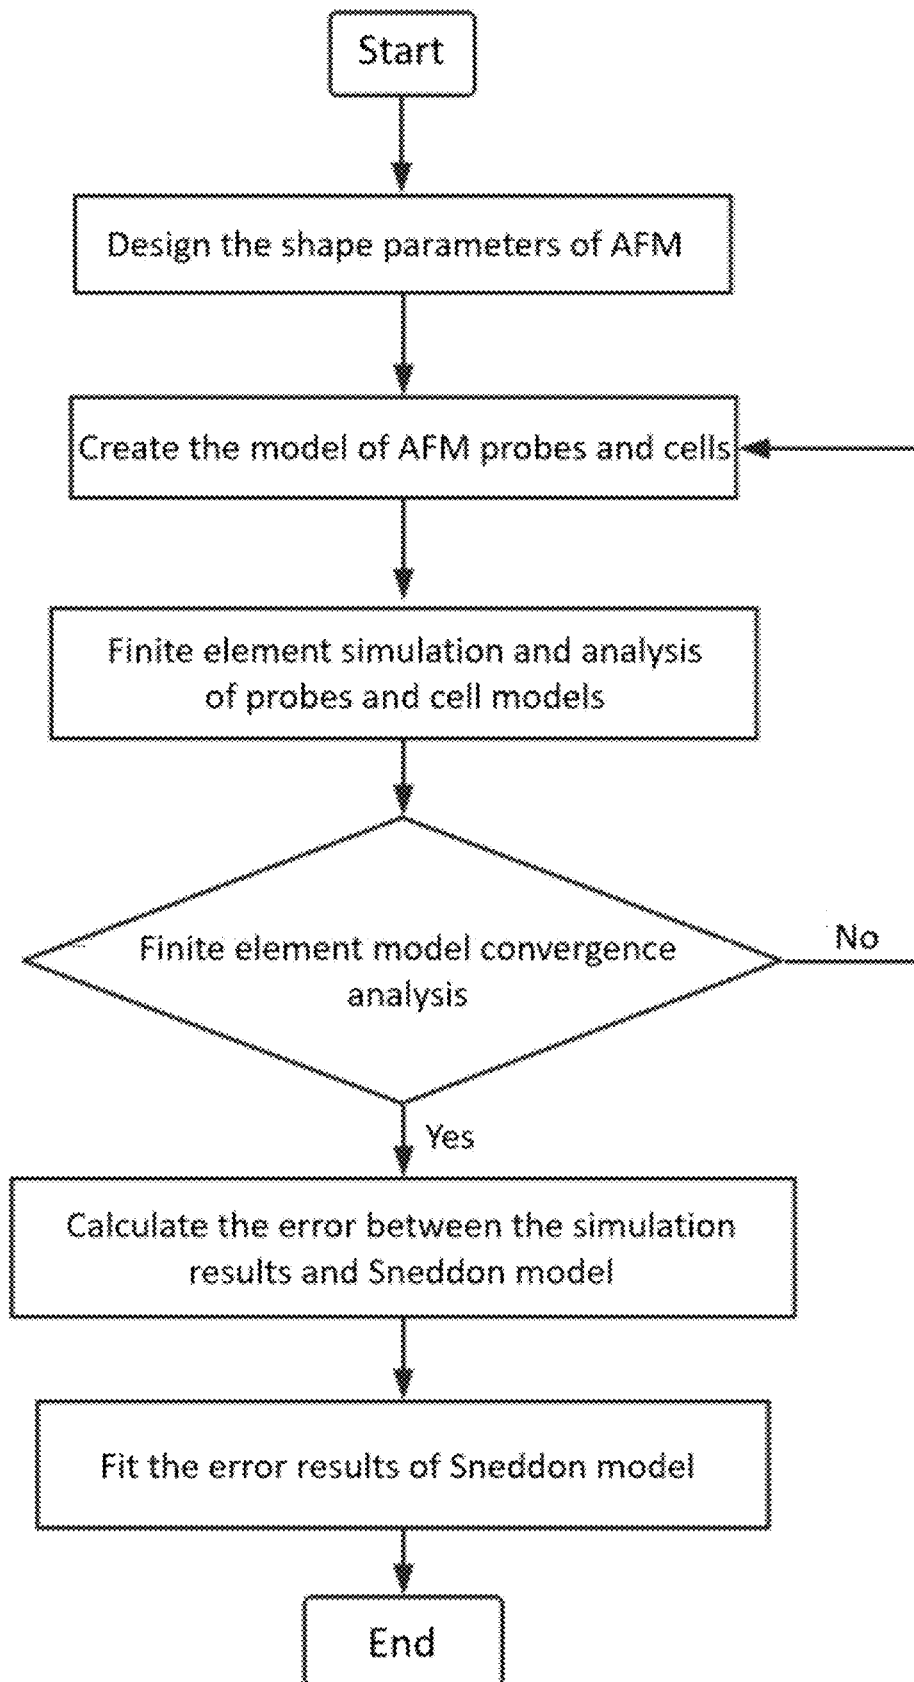 Start
Design the shape parameters of AFM
Create the model of AFM probes and cells
Finite element simulation and analysis
of probes and cell models
Finite element model convergence
analysis
No
Yes
Calculate the error between the simulation
results and Sneddon model
Fit the error results of Sneddon model
End